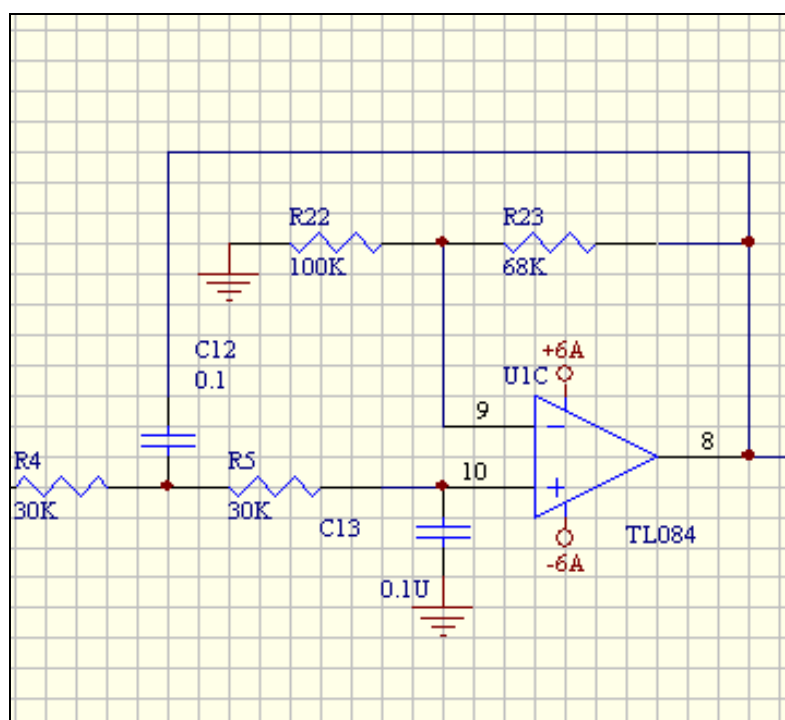 R22
R23
100K
68K
C12
0.1
+6A
U1C
9
8
R4
R5
10
30K
30K
C13
TL084
-6A
0.1U